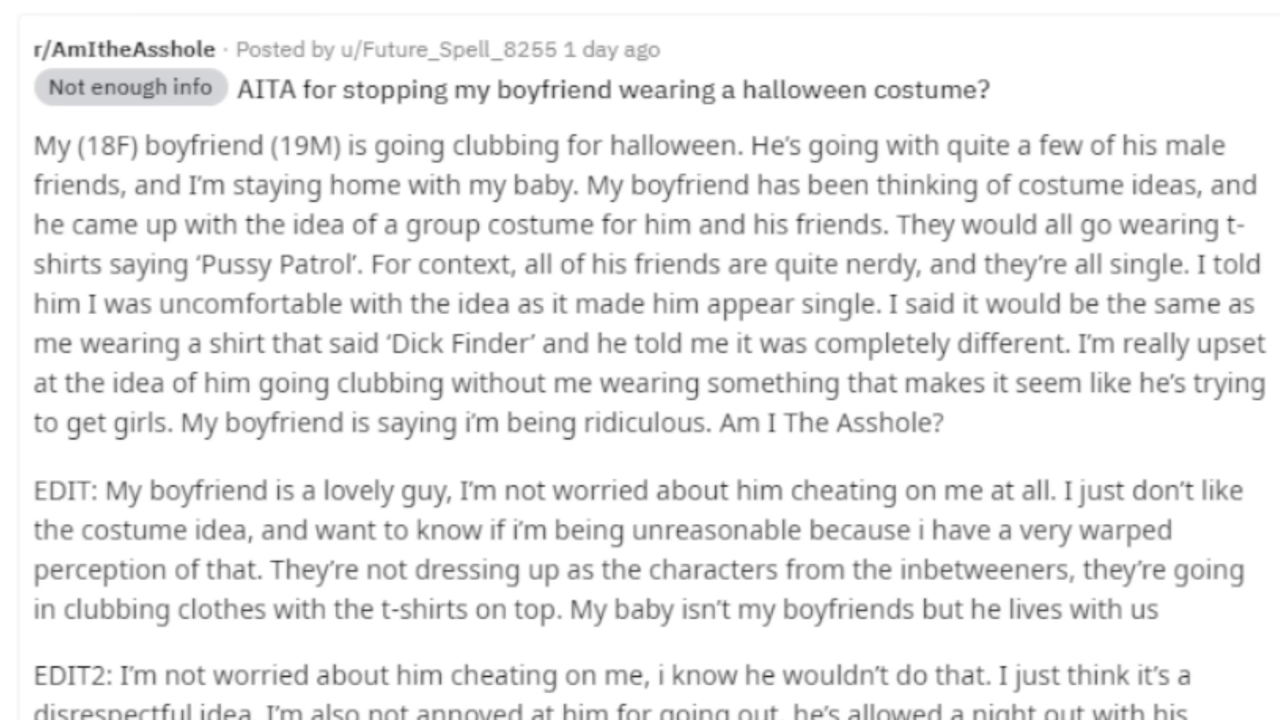 r/AmItheAsshole · Posted by u/Future_Spell_8255 1 day ago
Not enough info AITA for stopping my boyfriend wearing a halloween costume?
My (18F) boyfriend (19M) is going clubbing for halloween. He's going with quite a few of his male
friends, and I'm staying home with my baby. My boyfriend has been thinking of costume ideas, and
he came up with the idea of a group costume for him and his friends. They would all go wearing t-
shirts saying 'Pussy Patrol'. For context, all of his friends are quite nerdy, and they're all single. I told
him I was uncomfortable with the idea as it made him appear single. I said it would be the same as
me wearing a shirt that said 'Dick Finder' and he told me it was completely different. I'm really upset
at the idea of him going clubbing without me wearing something that makes it seem like he's trying
to get girls. My boyfriend is saying i'm being ridiculous. Am I The Asshole?
EDIT: My boyfriend is a lovely guy, I'm not worried about him cheating on me at all. I just don't like
the costume idea, and want to know if i'm being unreasonable because i have a very warped
perception of that. They're not dressing up as the characters from the inbetweeners, they're going
in clubbing clothes with the t-shirts on top. My baby isn't my boyfriends but he lives with us
EDIT2: I'm not worried about him cheating on me, i know he wouldn't do that. I just think it's a
disrespectful idea. I'm also not annoyed at him for going out, he's allowed a night out with his